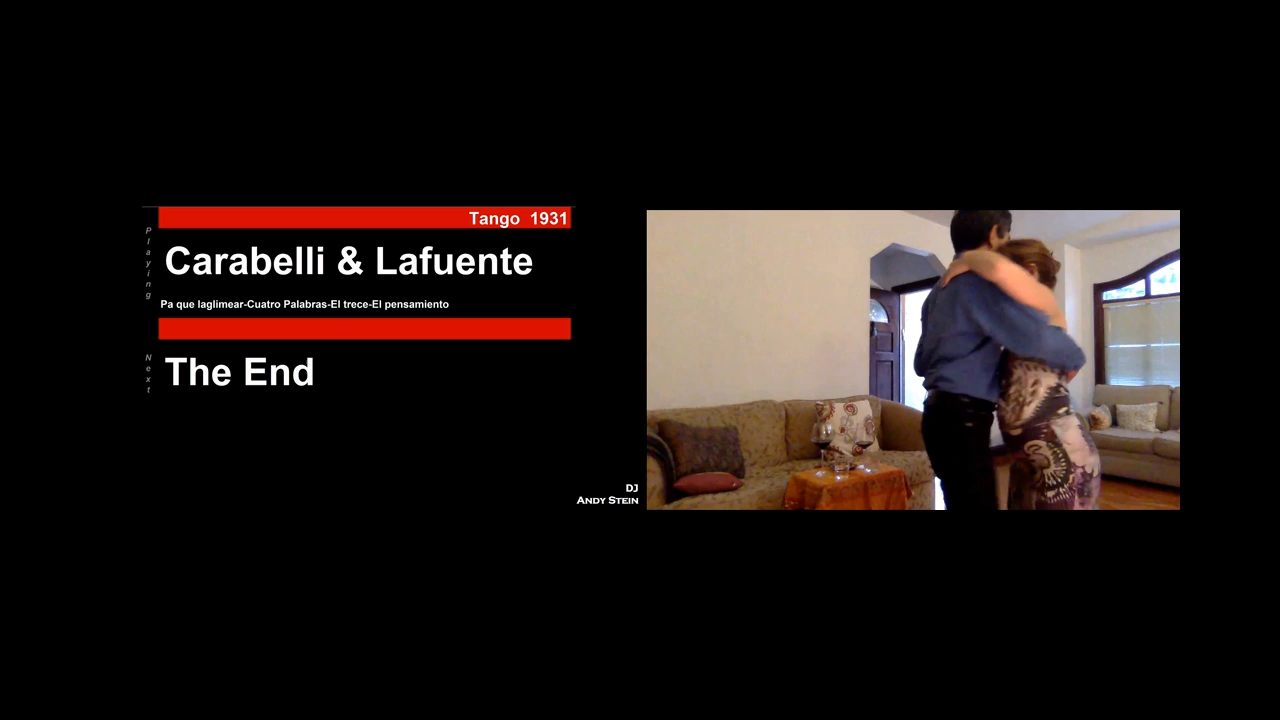 Tango 1931
Playing
Carabelli & Lafuente
Pa que laglimear-Cuatro Palabras-El trece-El pensamiento
Next
The End
DJ
ANDY STEIN